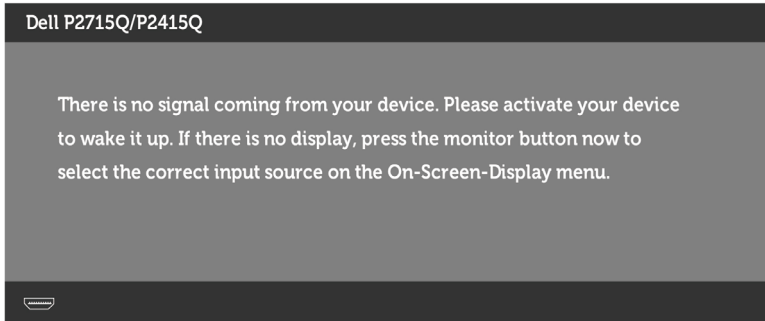 Dell P2715Q/P2415Q
There is no signal coming from your device. Please activate your device
to wake it up. If there is no display, press the monitor button now to
select the correct input source on the On-Screen-Display menu.